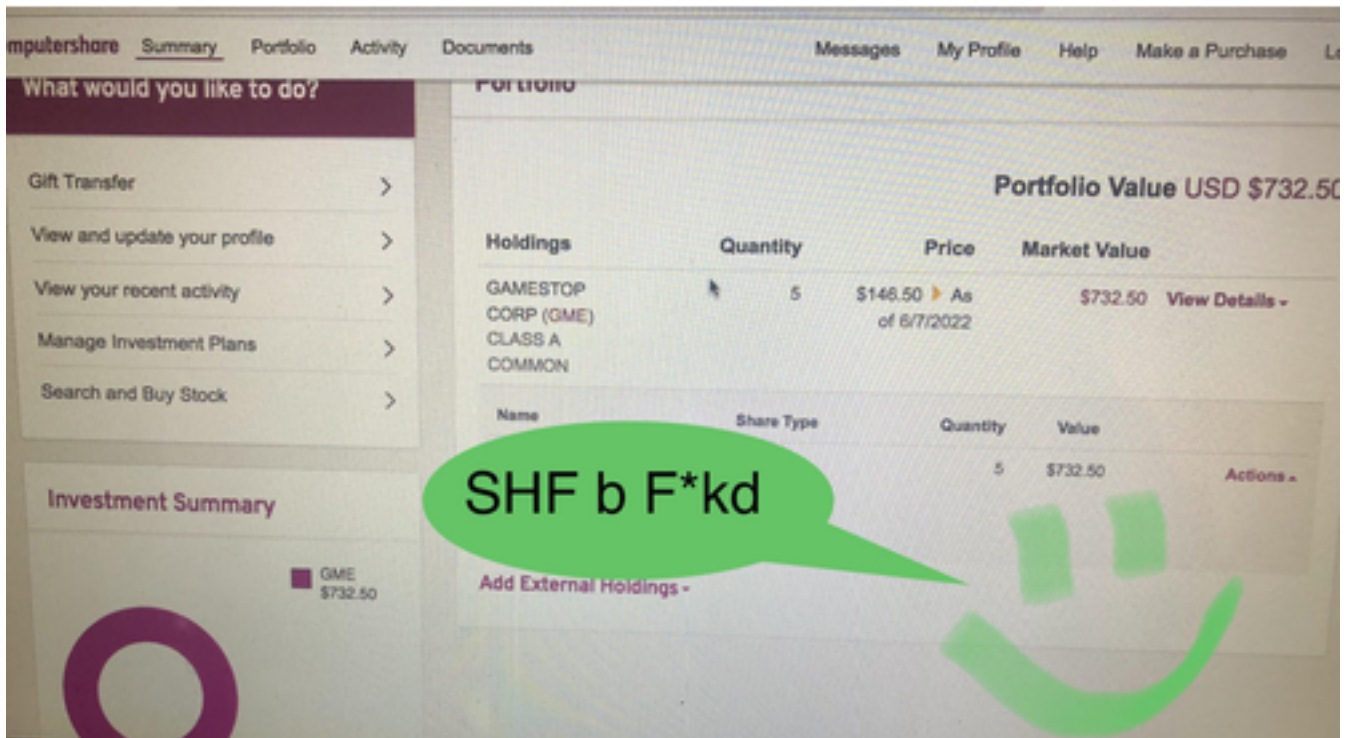 mputershare Summary Portfolio Activity Documents Messages My Profile Help Make a Purchase
What would you like to do?
Portfolio
Gift Transfer
View and update your profile
View your recent activity
Manage Investment Plans
Search and Buy Stock
Portfolio Value USD $732.50
Holdings Quantity Price Market Value
GAMESTOP 5 $146.50 As $732.50 View Details
CORP (GME) of 6/7/2022
CLASS A
COMMON
Name Share Type Quantity Value
5 $732.50 Actions
SHF b F*kd
Add External Holdings
Investment Summary
GME
$732.50